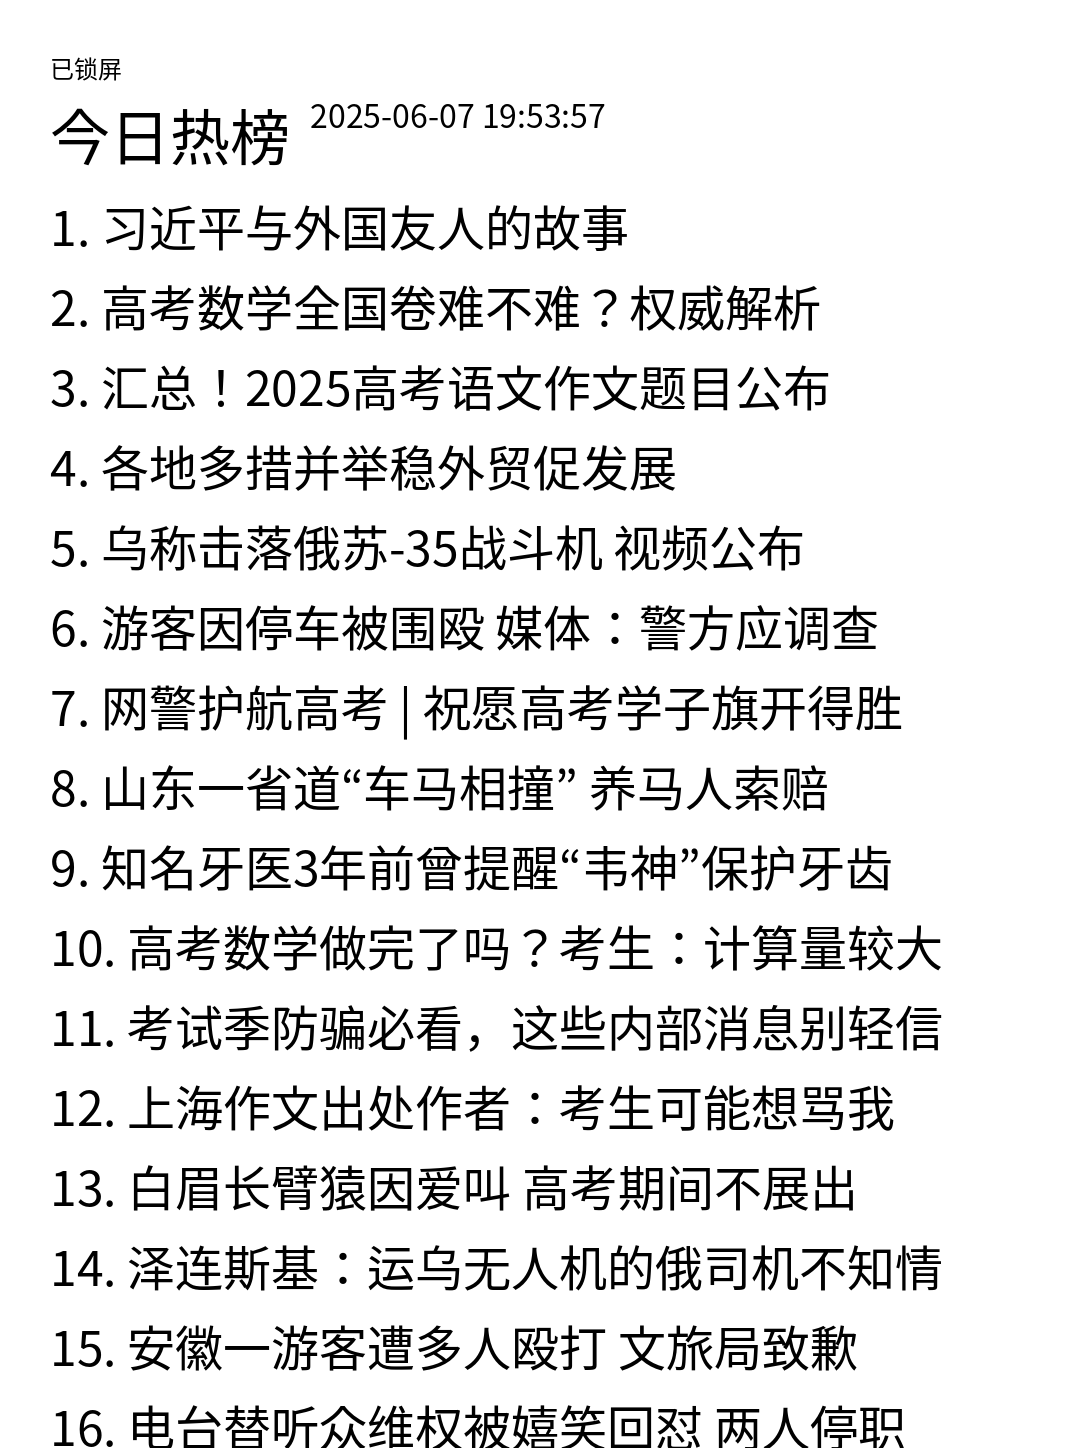 已锁屏
今日热榜 2025-06-07 19:53:57
1. 习近平与外国友人的故事
2. 高考数学全国卷难不难？权威解析
3. 汇总！2025高考语文作文题目公布
4. 各地多措并举稳外贸促发展
5. 乌称击落俄苏-35战斗机 视频公布
6. 游客因停车被围殴 媒体：警方应调查
7. 网警护航高考 | 祝愿高考学子旗开得胜
8. 山东一省道“车马相撞” 养马人索赔
9. 知名牙医3年前曾提醒“韦神”保护牙齿
10. 高考数学做完了吗？考生：计算量较大
11. 考试季防骗必看，这些内部消息别轻信
12. 上海作文出处作者：考生可能想骂我
13. 白眉长臂猿因爱叫 高考期间不展出
14. 泽连斯基：运乌无人机的俄司机不知情
15. 安徽一游客遭多人殴打 文旅局致歉
16. 电台替听众维权被嬉笑回怼 两人停职